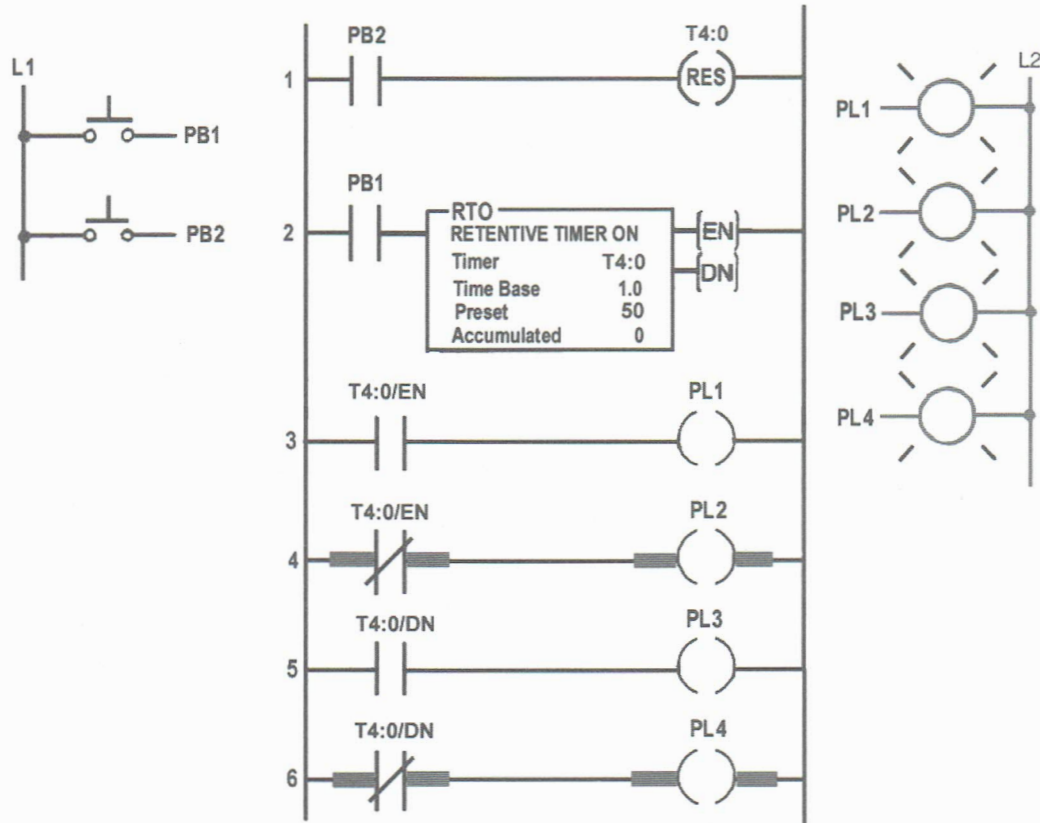 L1
PB1
PB2
PB2
T4:0
1
RES
PB1
2
RTO
RETENTIVE TIMER ON
Timer T4:0
Time Base 1.0
Preset 50
Accumulated 0
EN
DN
T4:0/EN
PL1
3
T4:0/EN
PL2
4
T4:0/DN
PL3
5
T4:0/DN
PL4
6
L2
PL1
PL2
PL3
PL4